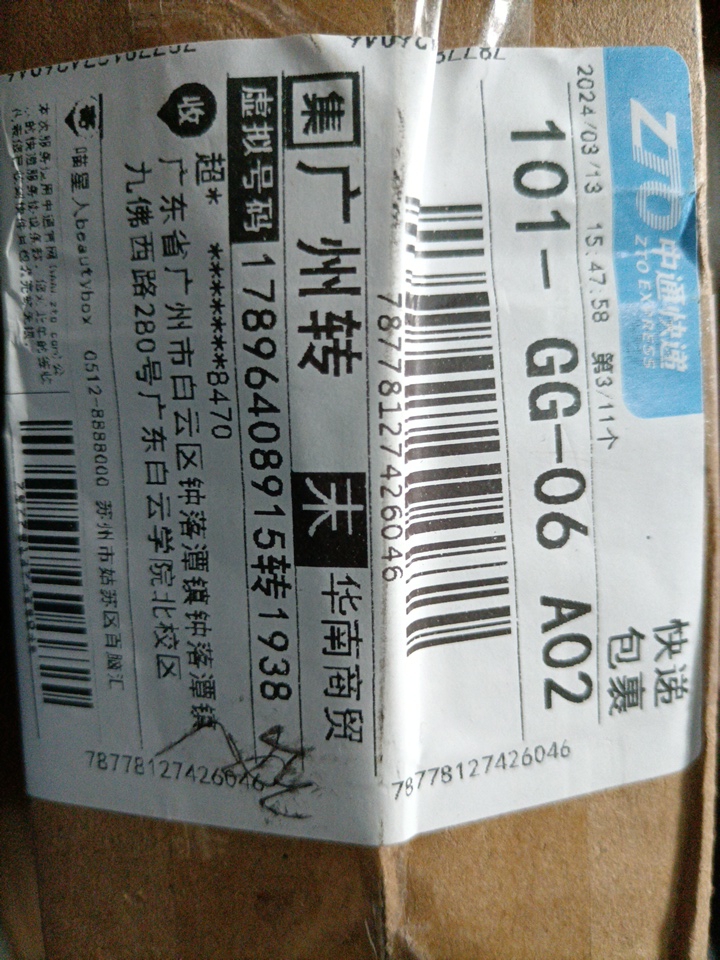 ZTO 中通快递
ZTO EXPRESS
快递
包裹
2024/03/13 15:47:58 第3/11个
101- GG-06 A02
78778127426046
集 广州转 末 华南商贸
虚拟号码 17896408915转1938
收 超* ********8470
广东省广州市白云区钟落潭镇钟落潭镇
九佛西路280号广东白云学院北校区
寄 喵星人beautybox 0512-8888000 苏州市姑苏区百脑汇
78778127426046
78778127426046